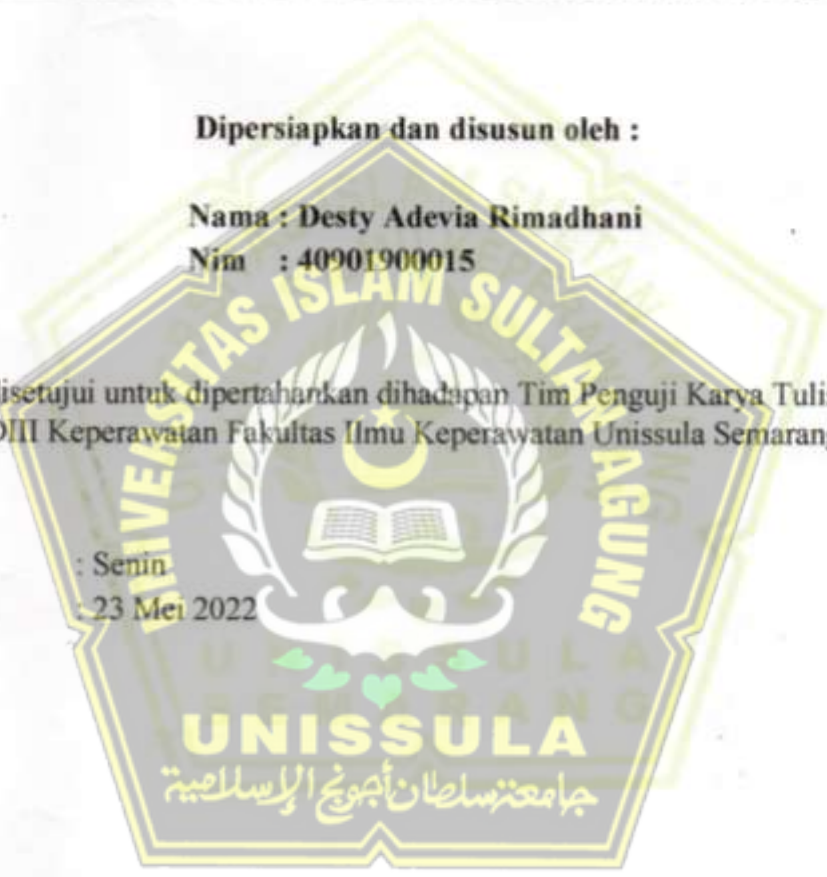 Dipersiapkan dan disusun oleh :
Nama : Desty Adevia Rimadhani
Nim : 40901900015
isetujui untuk dipertahankan dihadapan Tim Penguji Karya Tulis
DIII Keperawatan Fakultas Ilmu Keperawatan Unissula Semarang
: Senin
: 23 Mei 2022
UNIVERSITAS ISLAM SULTAN AGUNG
UNISSULA
جامعة سلطان أجونج الإسلامية
UNISSULA
SEMARANG